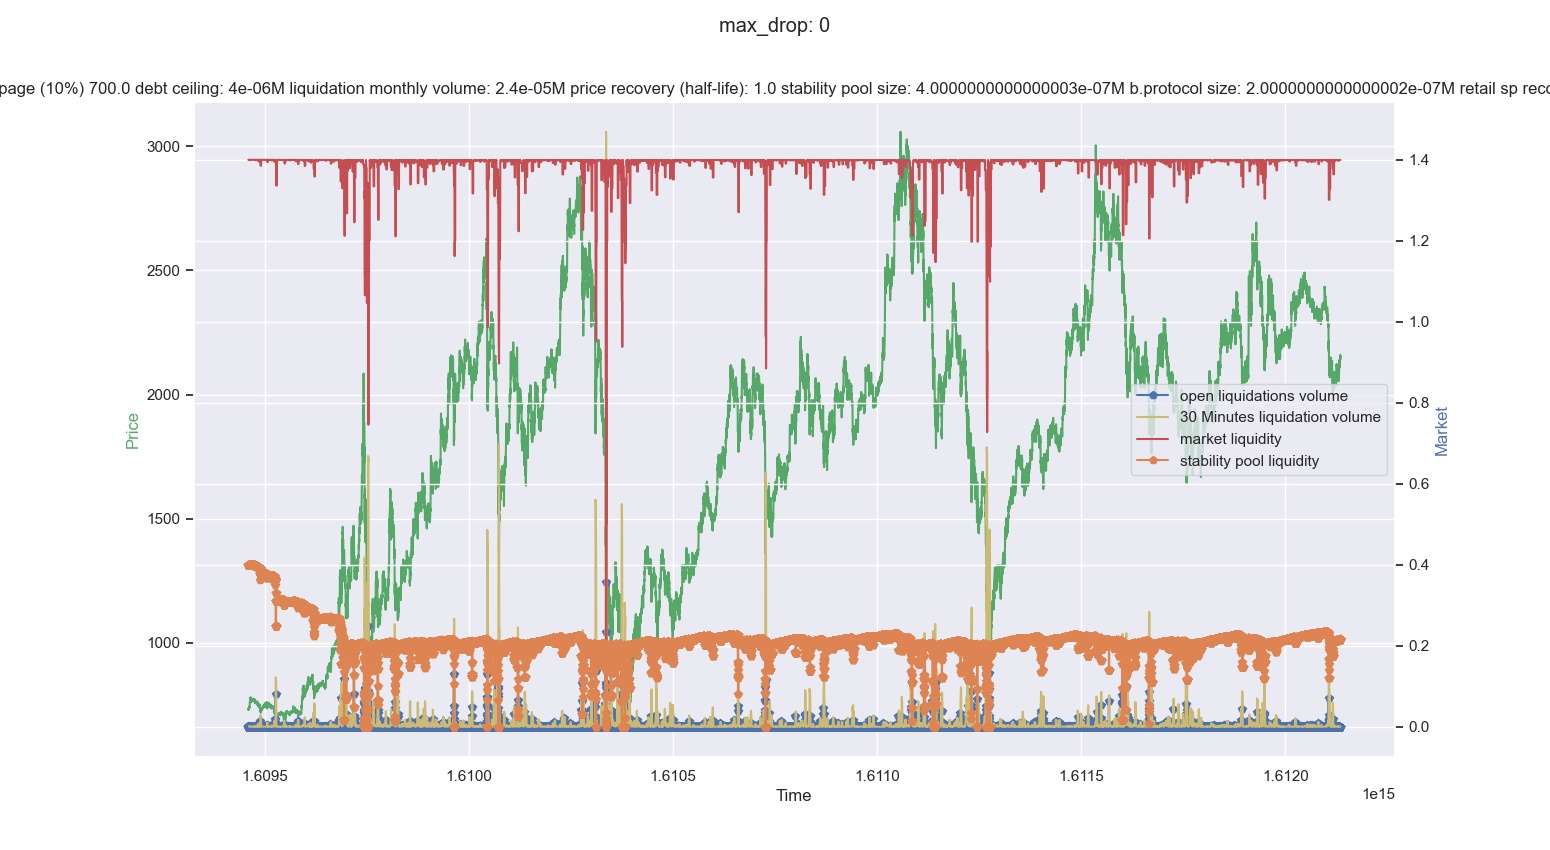 max_drop: 0
page (10%) 700.0 debt ceiling: 4e-06M liquidation monthly volume: 2.4e-05M price recovery (half-life): 1.0 stability pool size: 4.0000000000000003e-07M b.protocol size: 2.0000000000000002e-07M retail sp
3000
2500
2000
1500
1000
Price
1.4
1.2
1.0
0.8
0.6
0.4
0.2
0.0
Market
open liquidations volume
30 Minutes liquidation volume
market liquidity
stability pool liquidity
1.6095
1.6100
1.6105
1.6110
1.6115
1.6120
1e15
Time